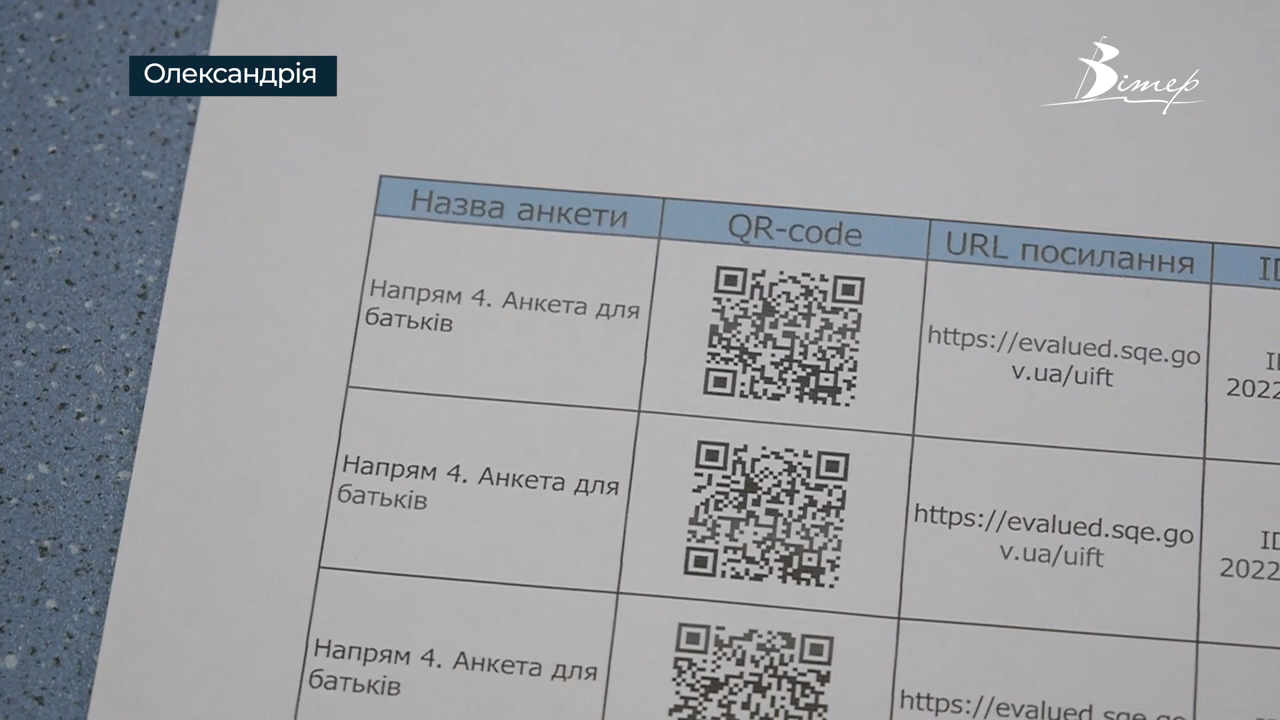 Олександрія
Вітер
Назва анкети
QR-code
URL посилання
Напрям 4. Анкета для
батьків
https://evalued.sqe.go
v.ua/uift
2022
Напрям 4. Анкета для
батьків
https://evalued.sqe.go
v.ua/uift
2022
Напрям 4. Анкета для
батьків
https://evalued.sqe.go